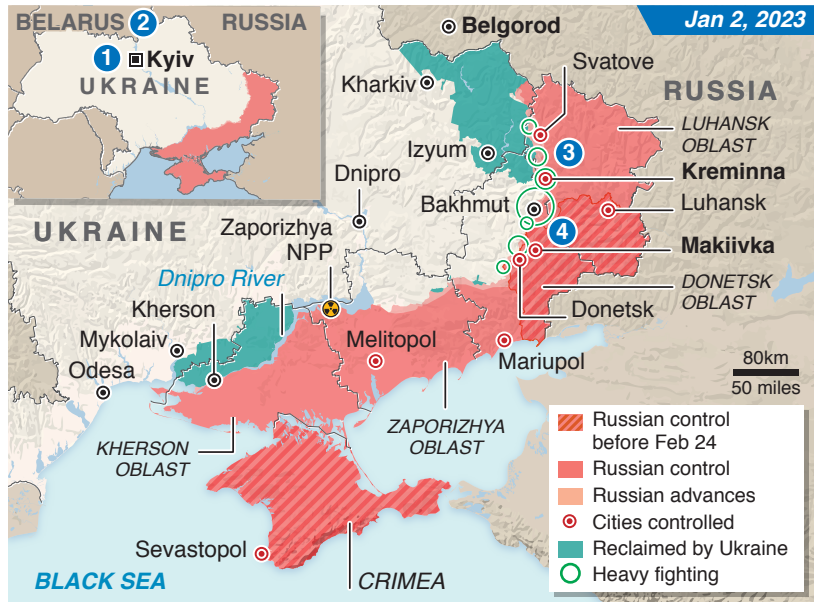 Jan 2, 2023
BELARUS 2
RUSSIA
1
Kyiv
UKRAINE
Belgorod
Svatove
Kharkiv
RUSSIA
LUHANSK
OBLAST
Izyum
3
Kreminna
Dnipro
Bakhmut
Luhansk
4
UKRAINE
Zaporizhya
NPP
Makiivka
Dnipro River
DONETSK
OBLAST
Kherson
Donetsk
Mykolaiv
Melitopol
Mariupol
Odesa
80km
50 miles
KHERSON
OBLAST
ZAPORIZHYA
OBLAST
Russian control
before Feb 24
Russian control
Russian advances
Cities controlled
Reclaimed by Ukraine
Heavy fighting
Sevastopol
BLACK SEA
CRIMEA